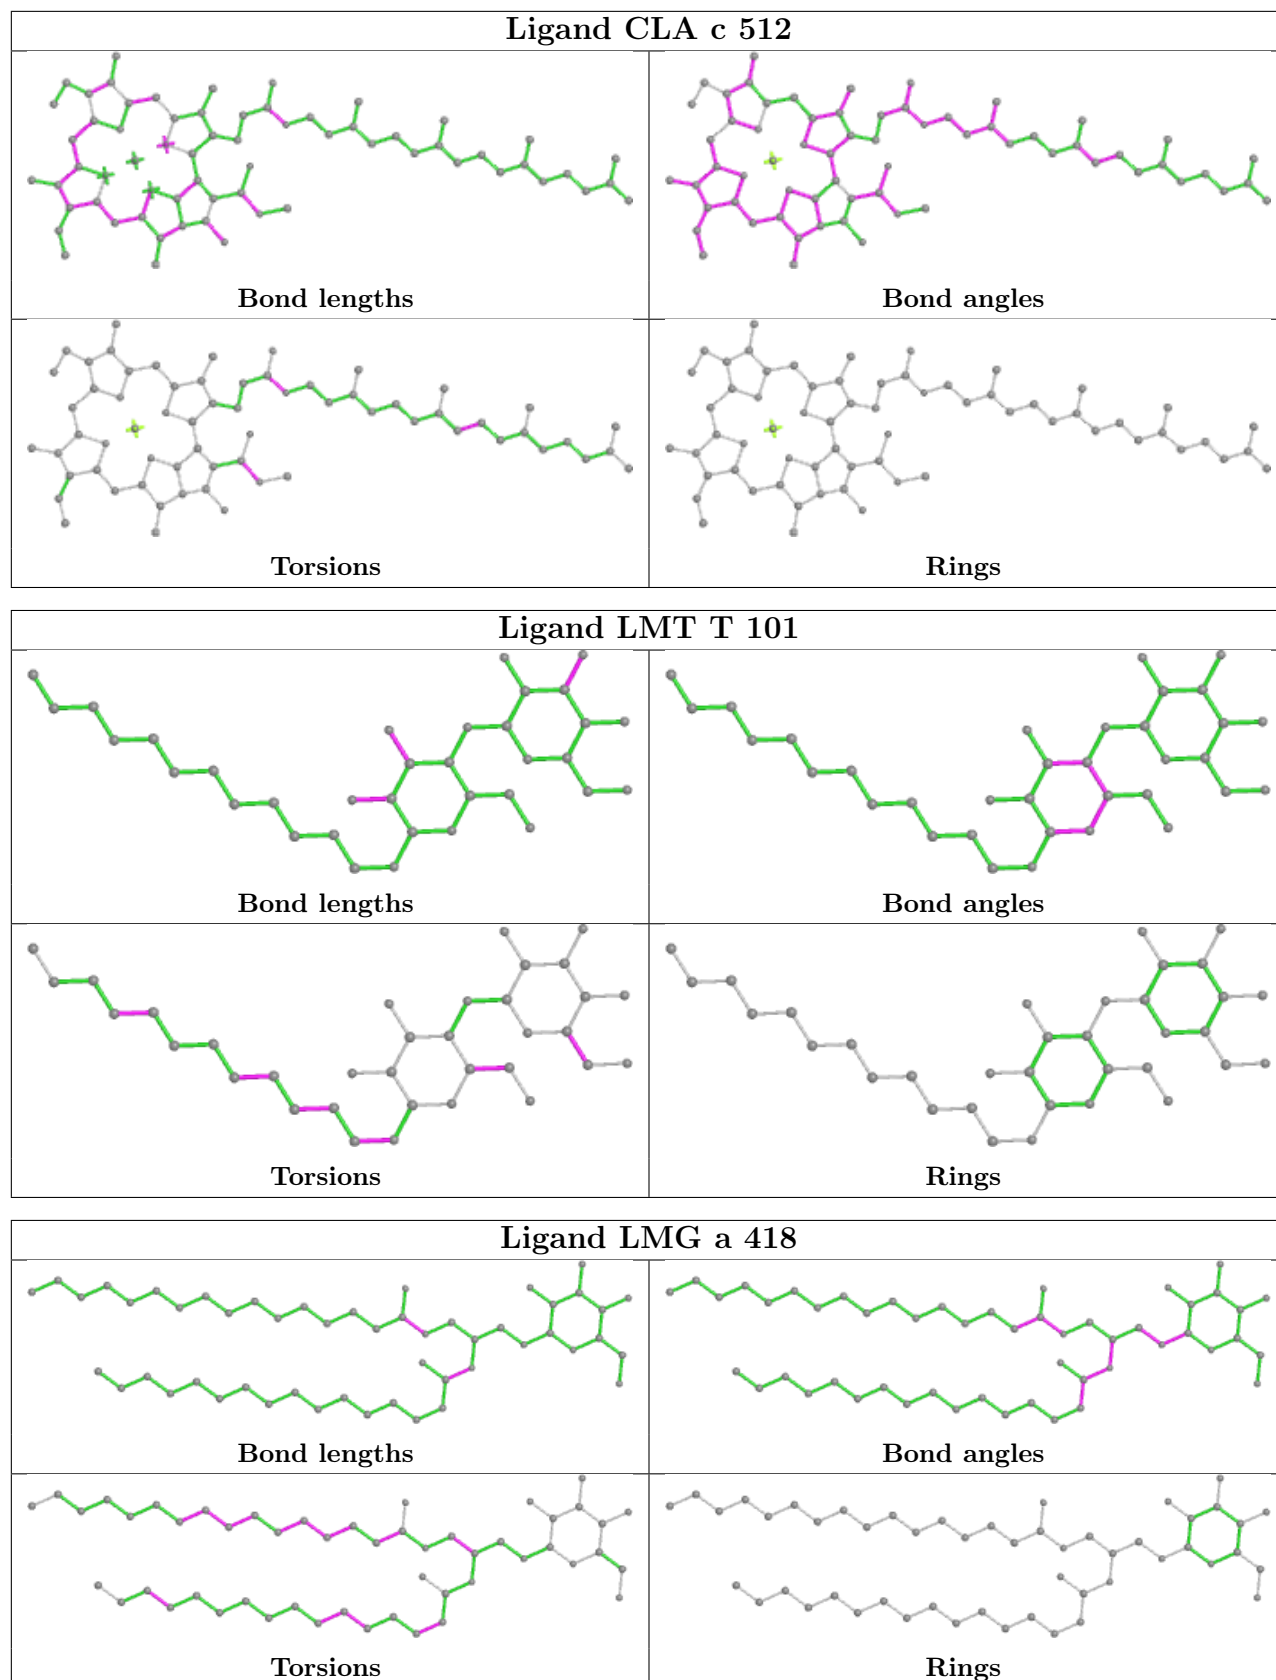 Ligand CLA c 512
Bond lengths
Bond angles
Torsions
Rings
Ligand LMT T 101
Bond lengths
Bond angles
Torsions
Rings
Ligand LMG a 418
Bond lengths
Bond angles
Torsions
Rings